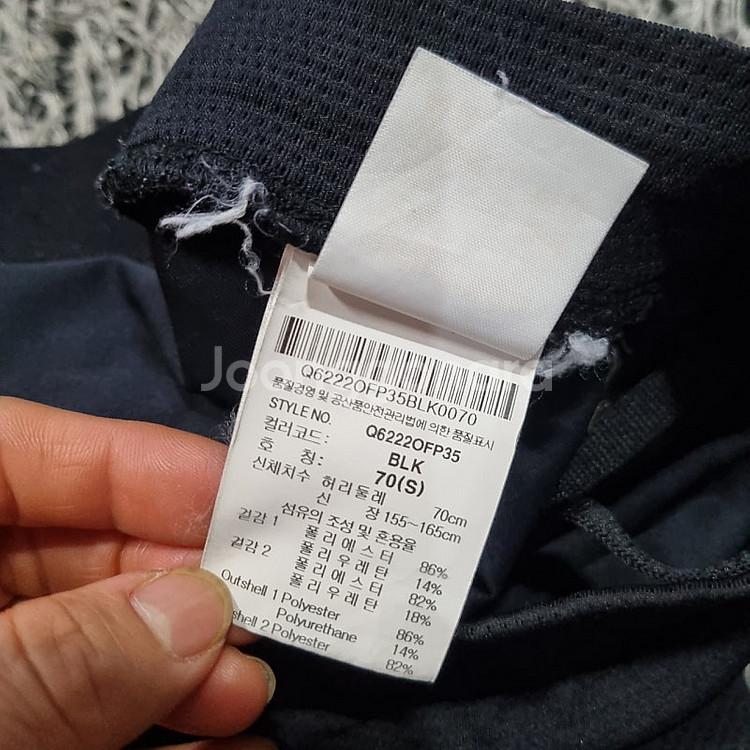 Q6222OFP35BLK0070
품질경영 및 공산품안전관리법에 의한 품질표시
STYLE NO. Q6222OFP35
컬러코드: BLK
호 칭: 70(S)
신체치수 허리둘레 70cm
신 장 155~165cm
섬유의 조성 및 혼용율
겉감 1 폴리에스터 86%
폴리우레탄 14%
겉감 2 폴리에스터 82%
폴리우레탄 18%
Outshell 1 Polyester 86%
Polyurethane 14%
shell 2 Polyester 82%